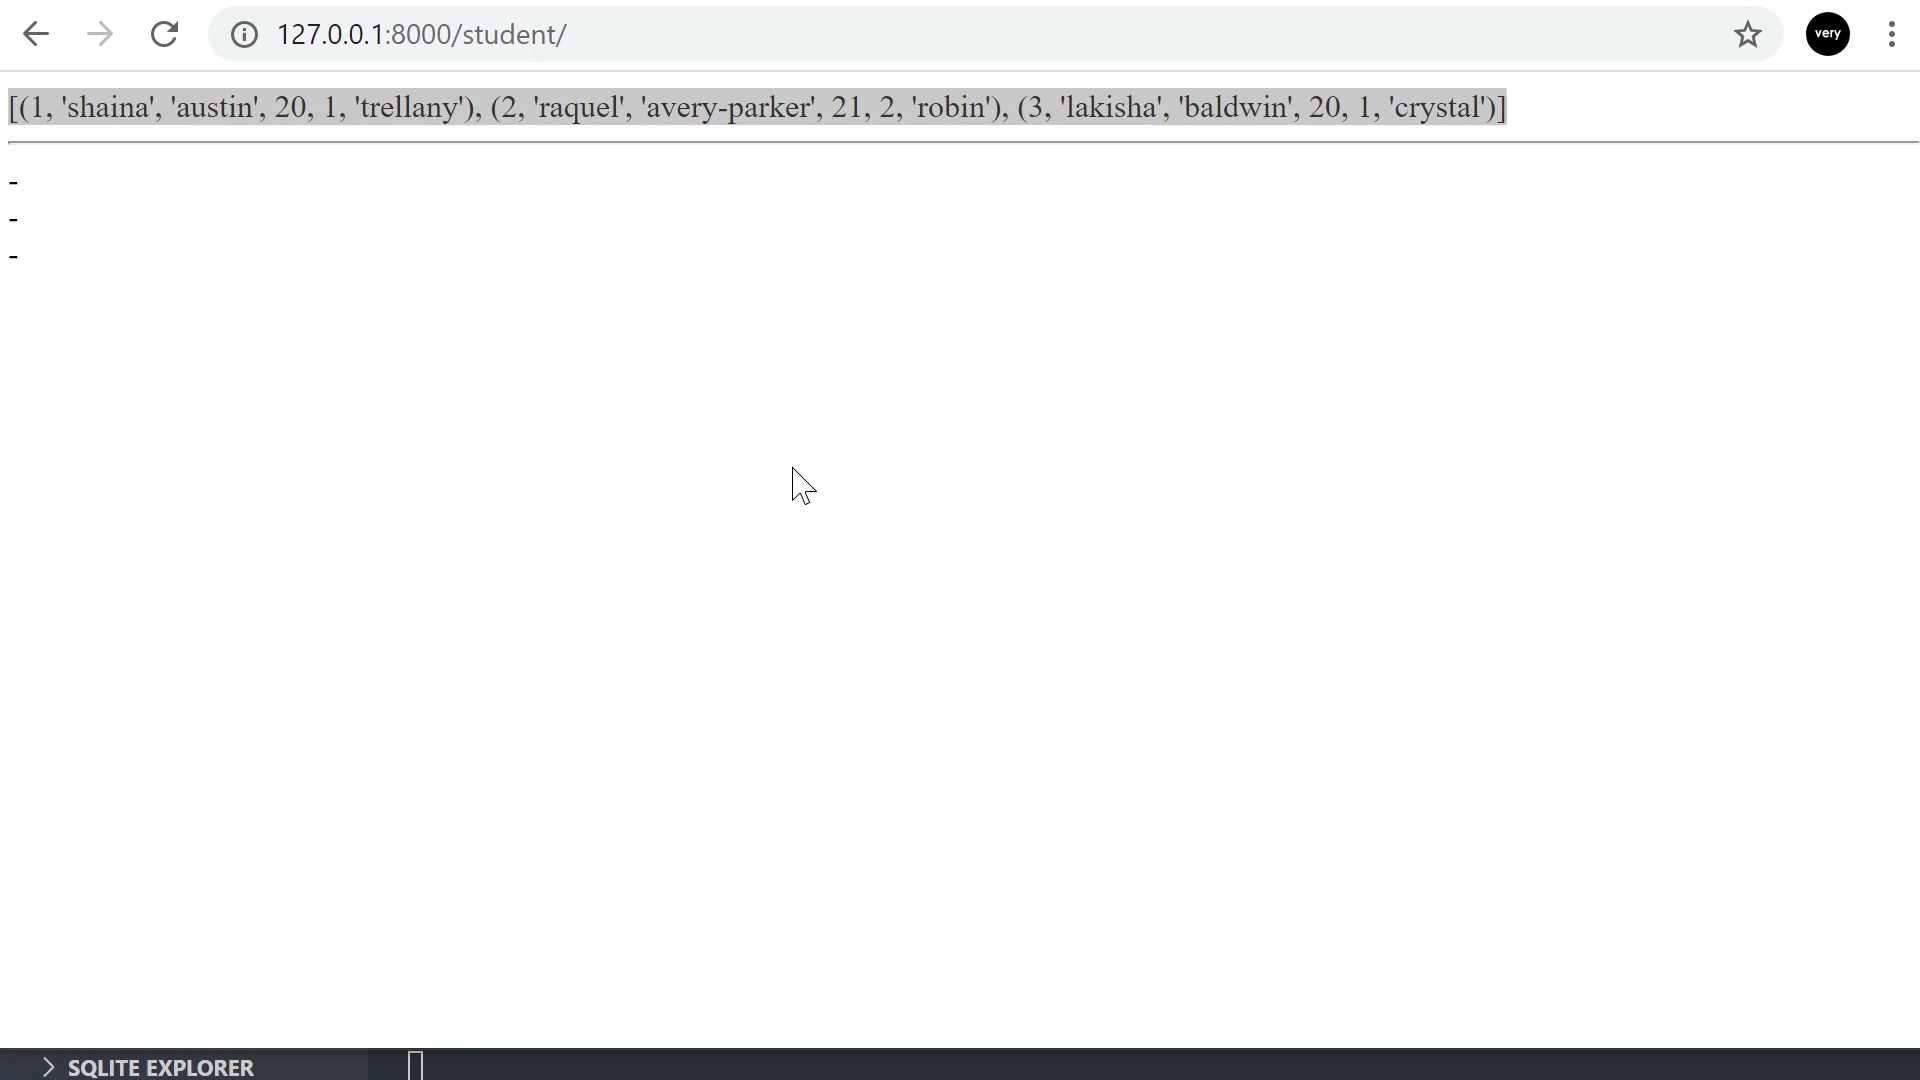 127.0.0.1:8000/student/
very
[(1, 'shaina', 'austin', 20, 1, 'trellany'), (2, 'raquel', 'avery-parker', 21, 2, 'robin'), (3, 'lakisha', 'baldwin', 20, 1, 'crystal')]
-
-
-
SQLITE EXPLORER